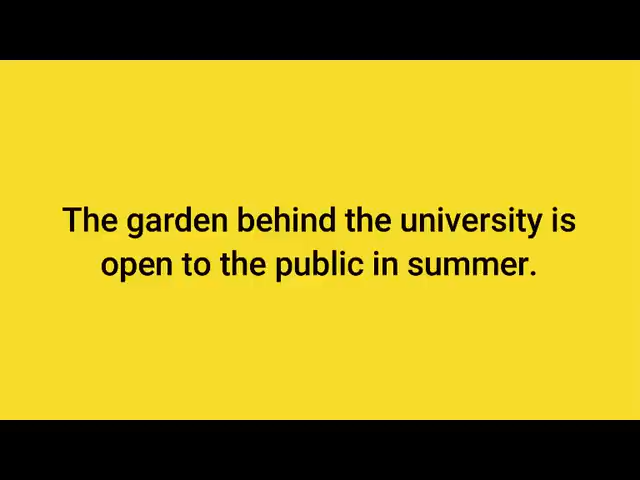 The garden behind the university is
open to the public in summer.